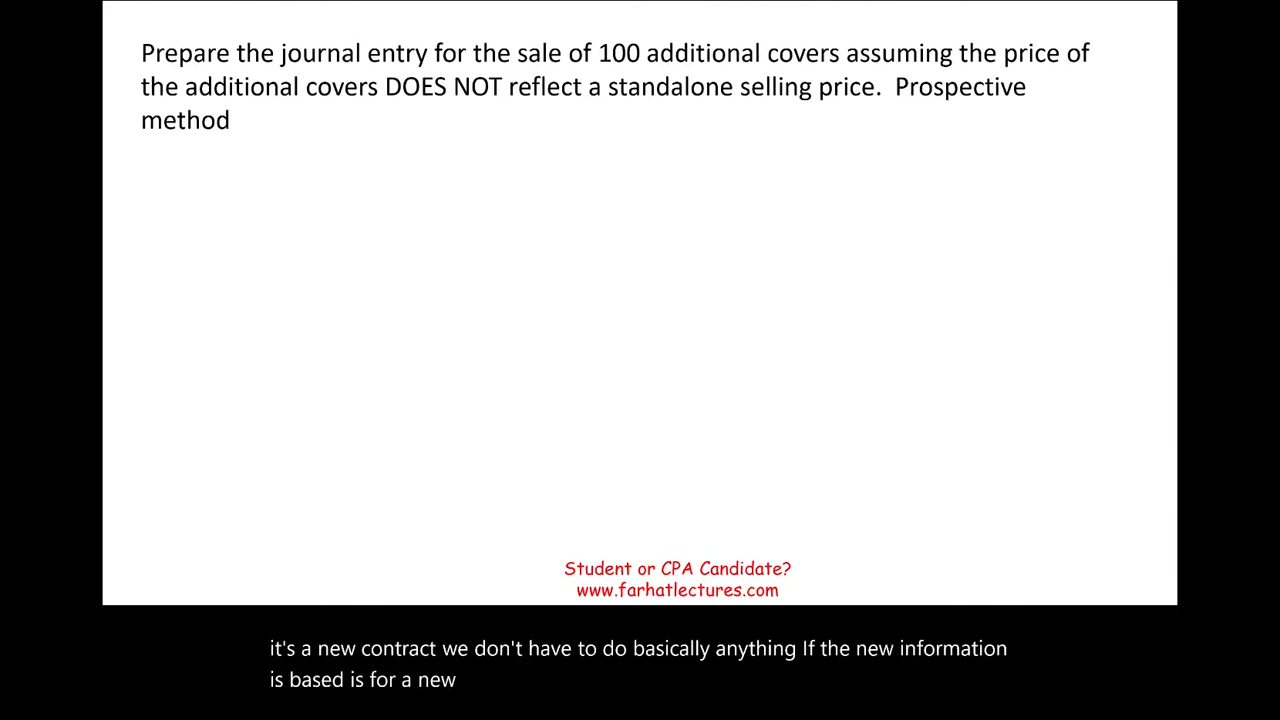 Prepare the journal entry for the sale of 100 additional covers assuming the price of
the additional covers DOES NOT reflect a standalone selling price.  Prospective
method
Student or CPA Candidate?
www.farhatlectures.com
it's a new contract we don't have to do basically anything If the new information
is based is for a new